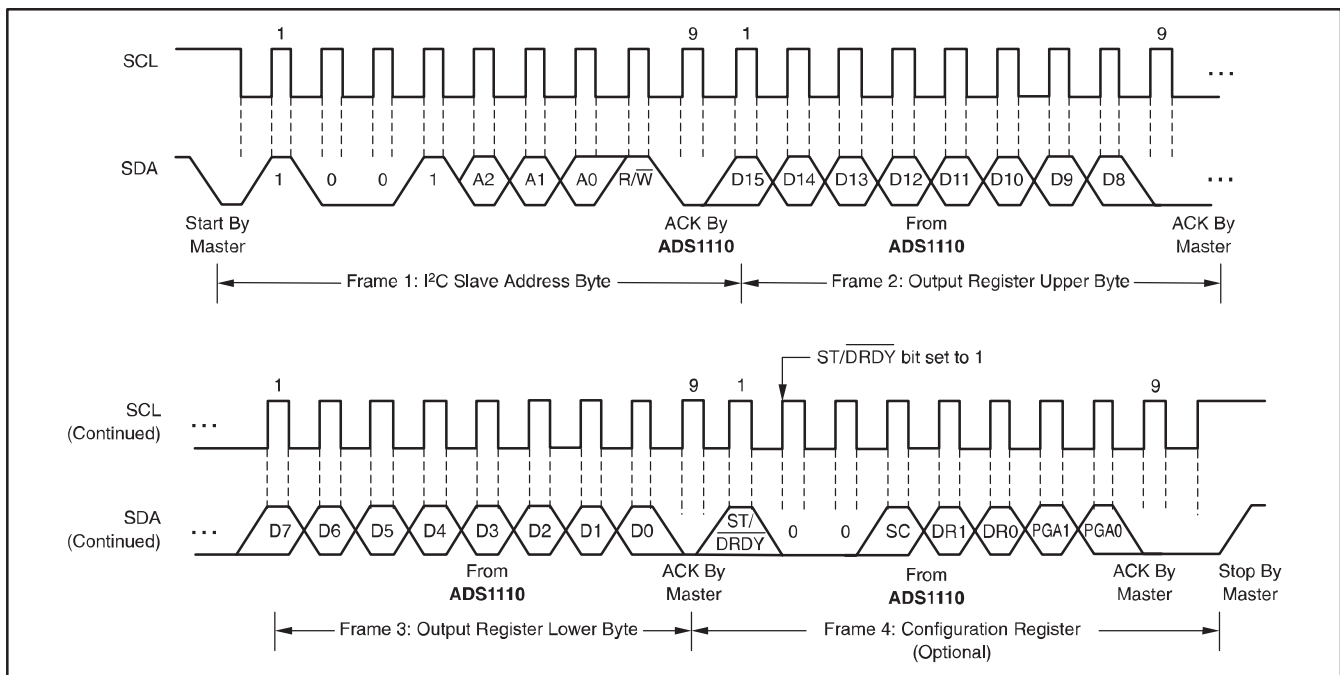 1 9 1 9
SCL ...
SDA 1 0 0 1 A2 A1 A0 R/W̅ D15 D14 D13 D12 D11 D10 D9 D8 ...
Start By Master
ACK By ADS1110
From ADS1110
ACK By Master
Frame 1: I²C Slave Address Byte
Frame 2: Output Register Upper Byte
ST/D̅R̅D̅Y̅ bit set to 1
1 9 1 9
SCL (Continued) ...
SDA (Continued) ... D7 D6 D5 D4 D3 D2 D1 D0 ST/D̅R̅D̅Y̅ 0 0 SC DR1 DR0 PGA1 PGA0
From ADS1110
ACK By Master
From ADS1110
ACK By Master
Stop By Master
Frame 3: Output Register Lower Byte
Frame 4: Configuration Register
(Optional)